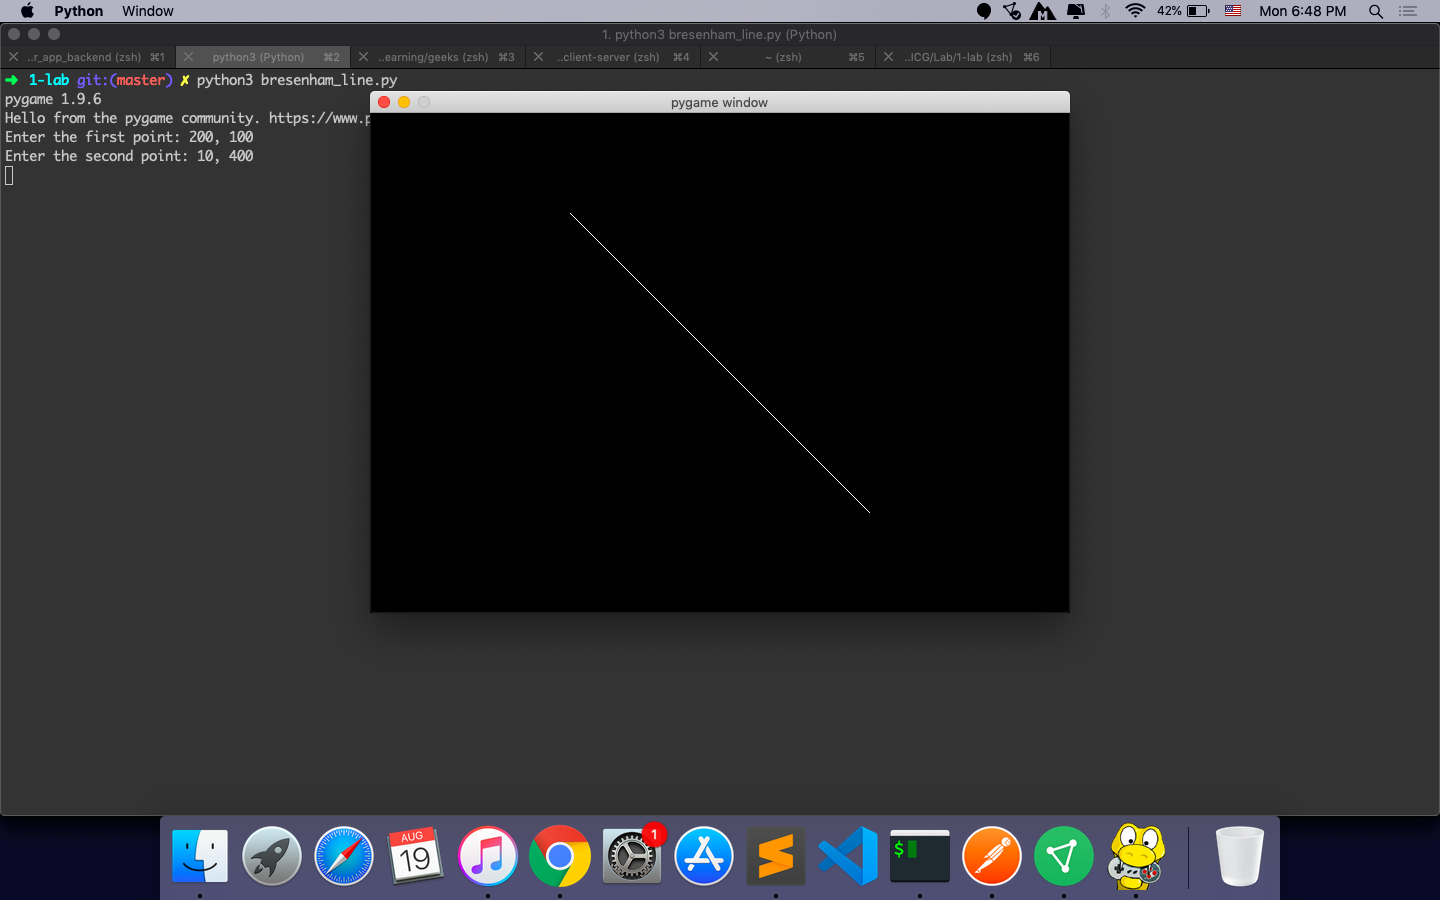 Python Window 42% Mon 6:48 PM
1. python3 bresenham_line.py (Python)
..r_app_backend (zsh) ⌘1 python3 (Python) ⌘2 ..earning/geeks (zsh) ⌘3 ..client-server (zsh) ⌘4 ~ (zsh) ⌘5 ..ICG/Lab/1-lab (zsh) ⌘6
➜ 1-lab git:(master) ✗ python3 bresenham_line.py
pygame 1.9.6
Hello from the pygame community. https://www.p
Enter the first point: 200, 100
Enter the second point: 10, 400
pygame window
AUG
19
1
$